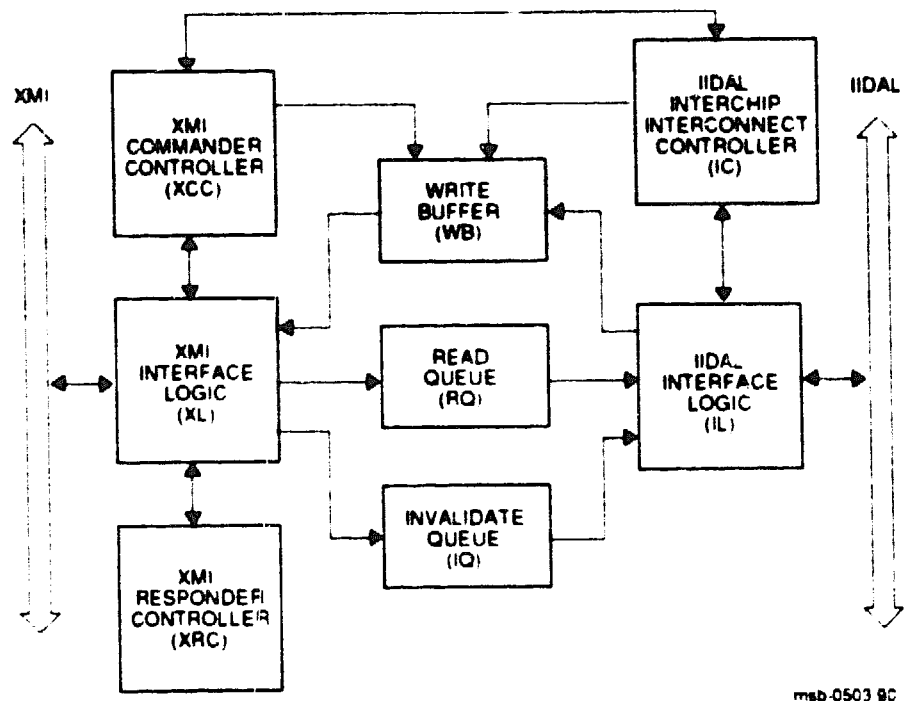 XMI
IIDAL
XMI
COMMANDER
CONTROLLER
(XCC)
IIDAL
INTERCHIP
INTERCONNECT
CONTROLLER
(IC)
WRITE
BUFFER
(WB)
XMI
INTERFACE
LOGIC
(XL)
READ
QUEUE
(RQ)
IIDAL
INTERFACE
LOGIC
(IL)
INVALIDATE
QUEUE
(IQ)
XMI
RESPONDER
CONTROLLER
(XRC)
msb-0503 90